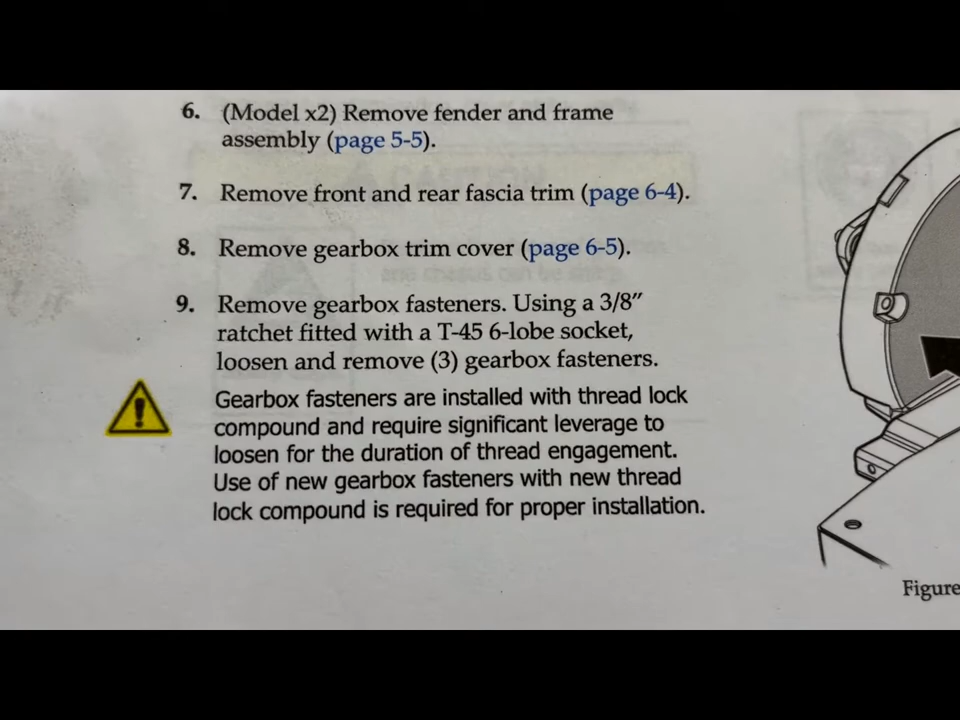 6. (Model x2) Remove fender and frame
assembly (page 5-5).
7. Remove front and rear fascia trim (page 6-4).
8. Remove gearbox trim cover (page 6-5).
9. Remove gearbox fasteners. Using a 3/8″
ratchet fitted with a T-45 6-lobe socket,
loosen and remove (3) gearbox fasteners.
Gearbox fasteners are installed with thread lock
compound and require significant leverage to
loosen for the duration of thread engagement.
Use of new gearbox fasteners with new thread
lock compound is required for proper installation.
Figure